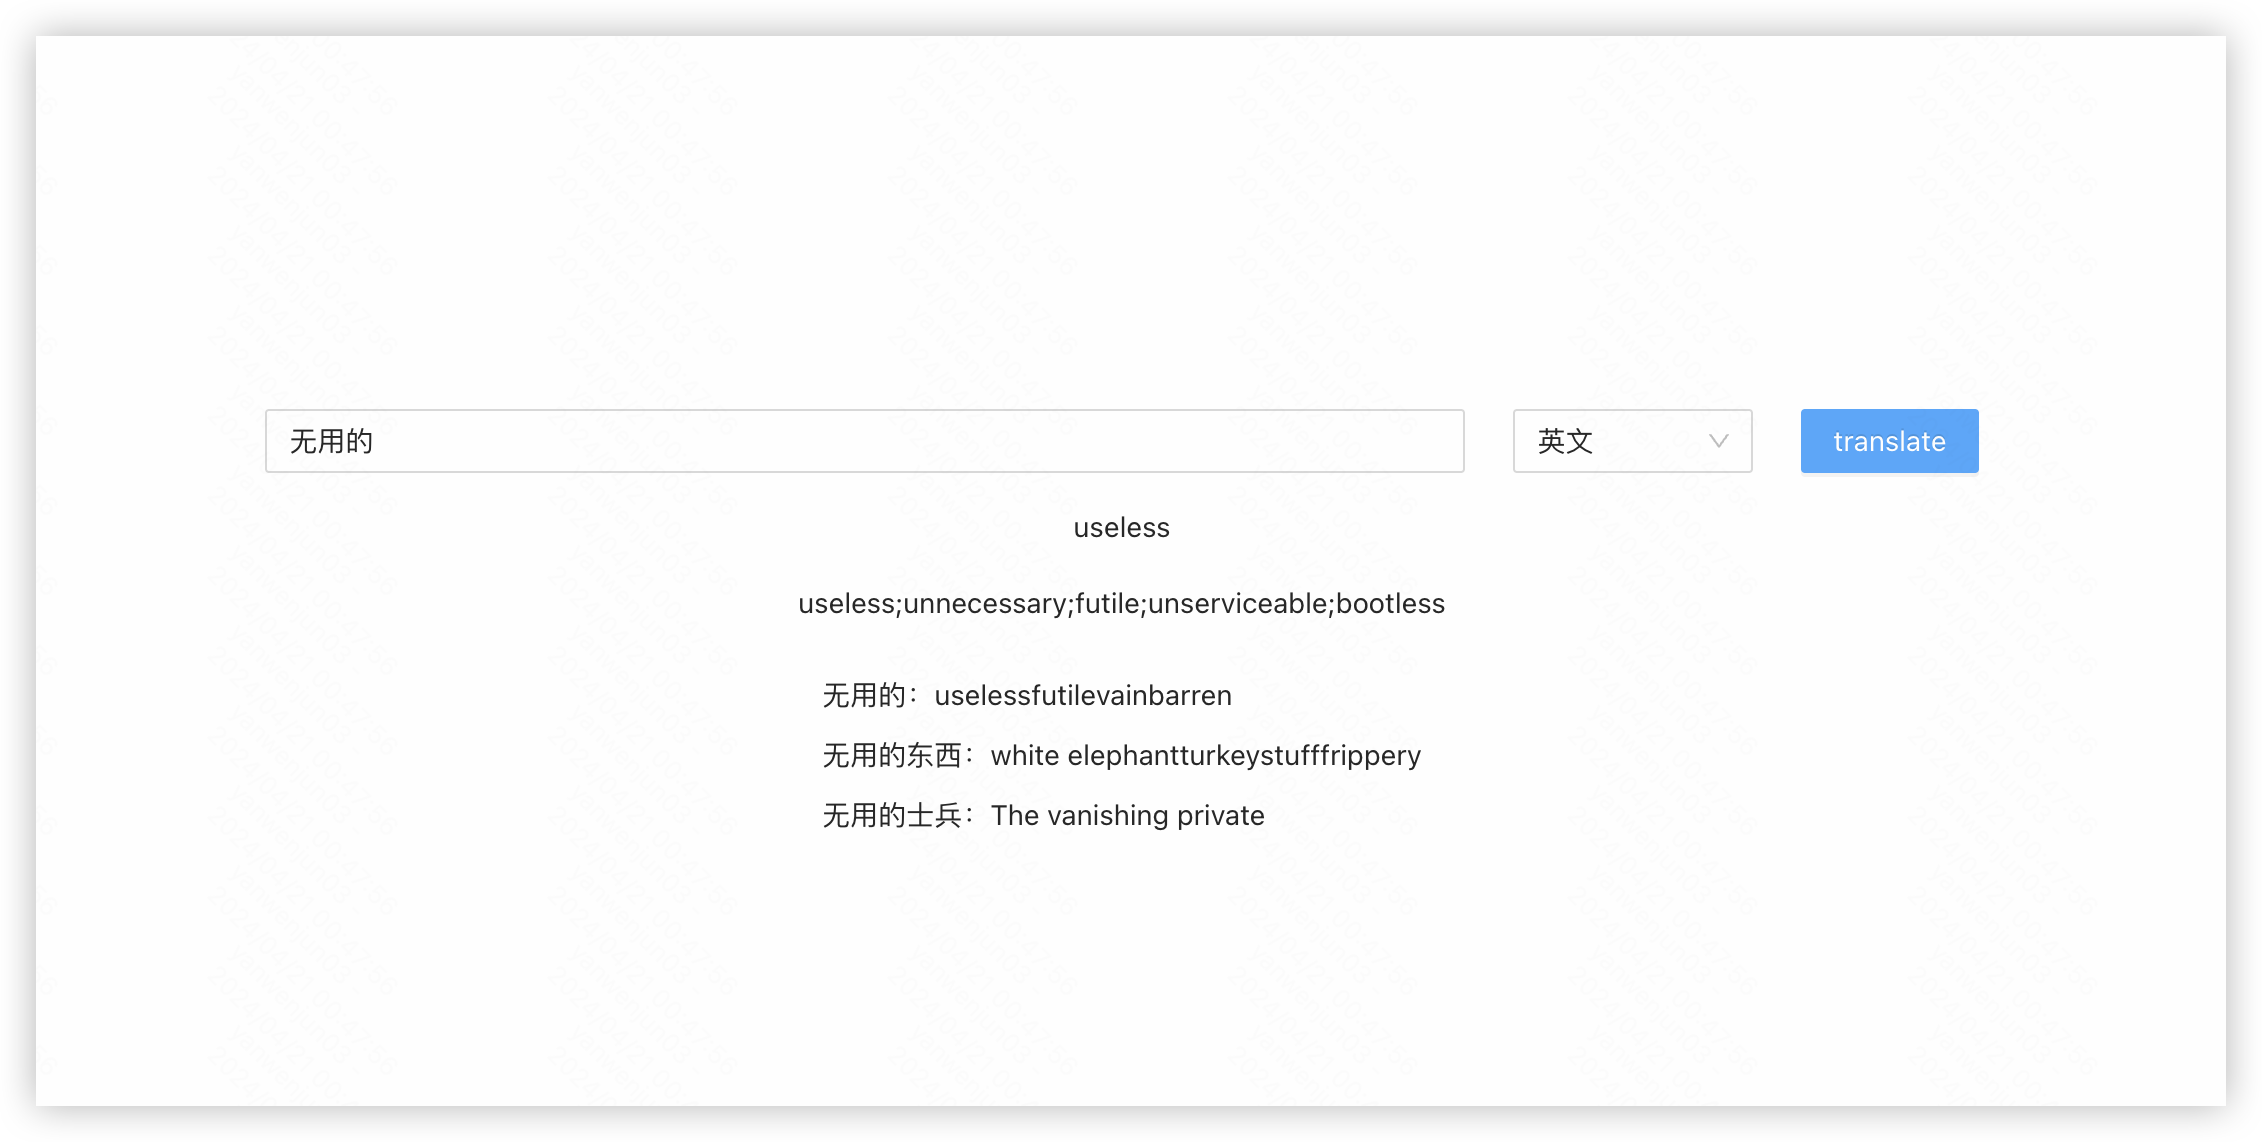 无用的
英文
translate
useless
useless;unnecessary;futile;unserviceable;bootless
无用的：uselessfutilevainbarren
无用的东西：white elephantturkeystufffrippery
无用的士兵：The vanishing private